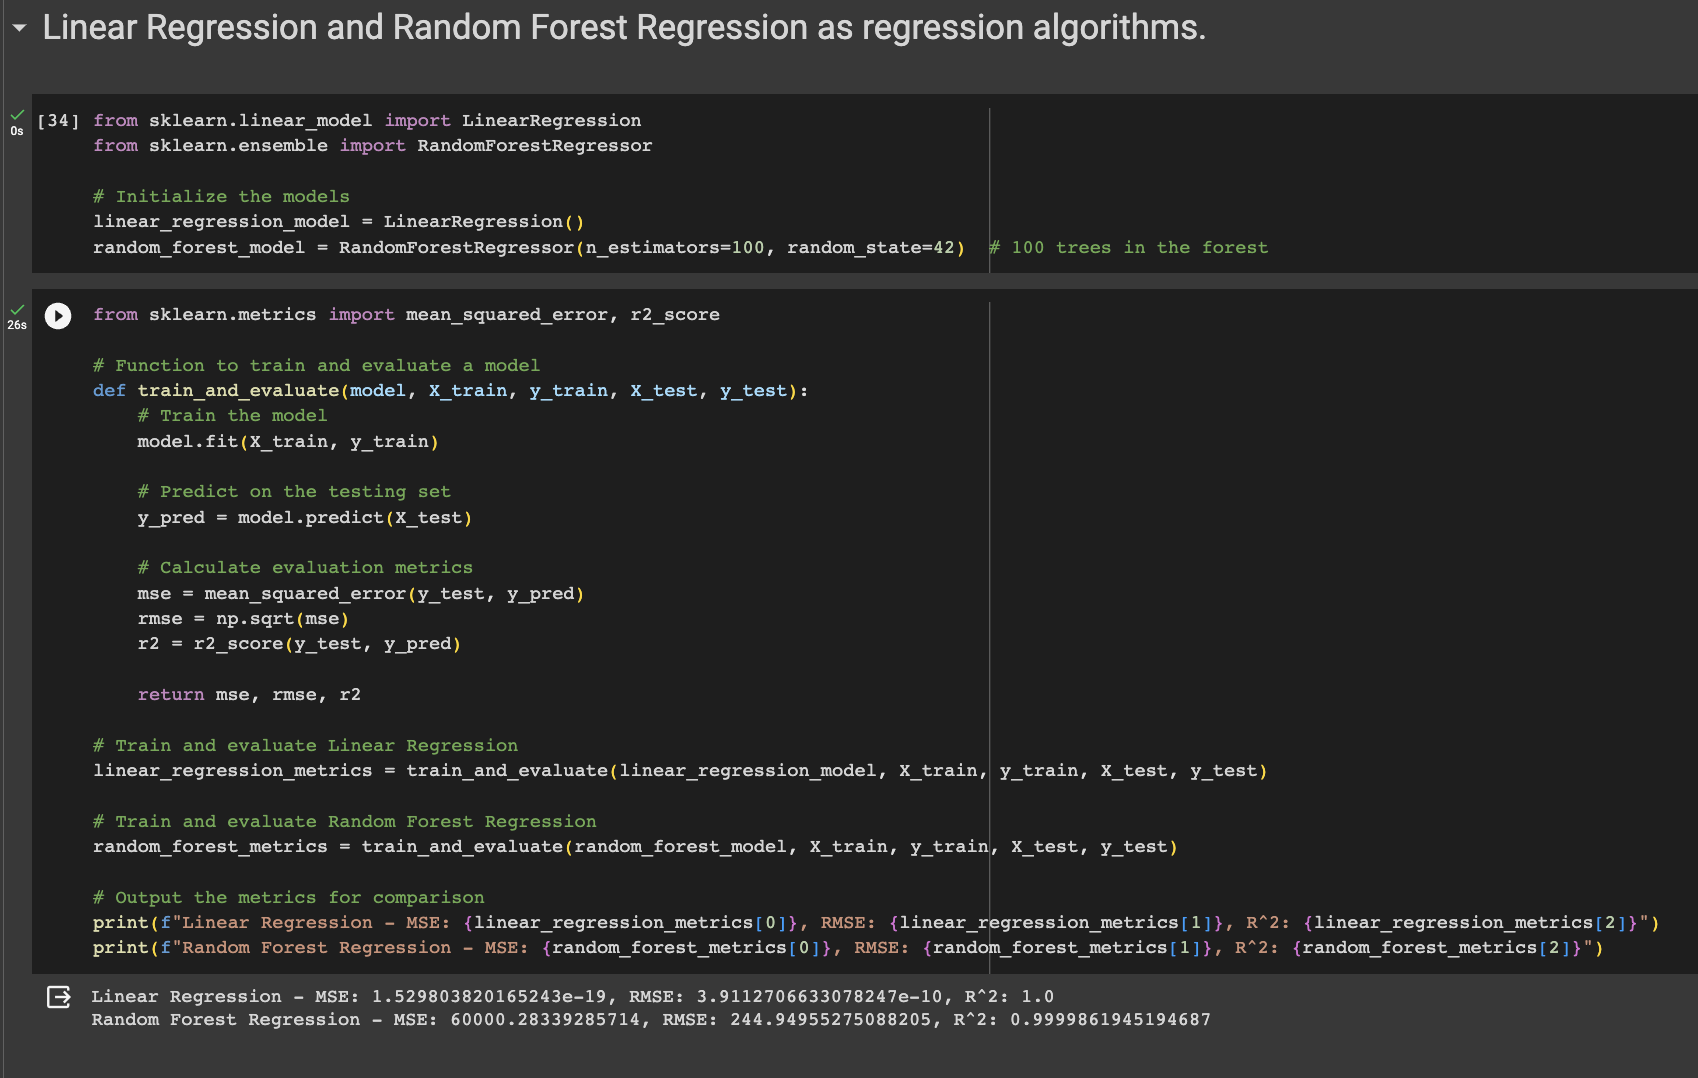 Linear Regression and Random Forest Regression as regression algorithms.
0s
[34] from sklearn.linear_model import LinearRegression
from sklearn.ensemble import RandomForestRegressor
# Initialize the models
linear_regression_model = LinearRegression()
random_forest_model = RandomForestRegressor(n_estimators=100, random_state=42)  # 100 trees in the forest
26s
from sklearn.metrics import mean_squared_error, r2_score
# Function to train and evaluate a model
def train_and_evaluate(model, X_train, y_train, X_test, y_test):
    # Train the model
    model.fit(X_train, y_train)
    # Predict on the testing set
    y_pred = model.predict(X_test)
    # Calculate evaluation metrics
    mse = mean_squared_error(y_test, y_pred)
    rmse = np.sqrt(mse)
    r2 = r2_score(y_test, y_pred)
    return mse, rmse, r2
# Train and evaluate Linear Regression
linear_regression_metrics = train_and_evaluate(linear_regression_model, X_train, y_train, X_test, y_test)
# Train and evaluate Random Forest Regression
random_forest_metrics = train_and_evaluate(random_forest_model, X_train, y_train, X_test, y_test)
# Output the metrics for comparison
print(f"Linear Regression - MSE: {linear_regression_metrics[0]}, RMSE: {linear_regression_metrics[1]}, R^2: {linear_regression_metrics[2]}")
print(f"Random Forest Regression - MSE: {random_forest_metrics[0]}, RMSE: {random_forest_metrics[1]}, R^2: {random_forest_metrics[2]}")
Linear Regression - MSE: 1.529803820165243e-19, RMSE: 3.9112706633078247e-10, R^2: 1.0
Random Forest Regression - MSE: 60000.28339285714, RMSE: 244.94955275088205, R^2: 0.9999861945194687